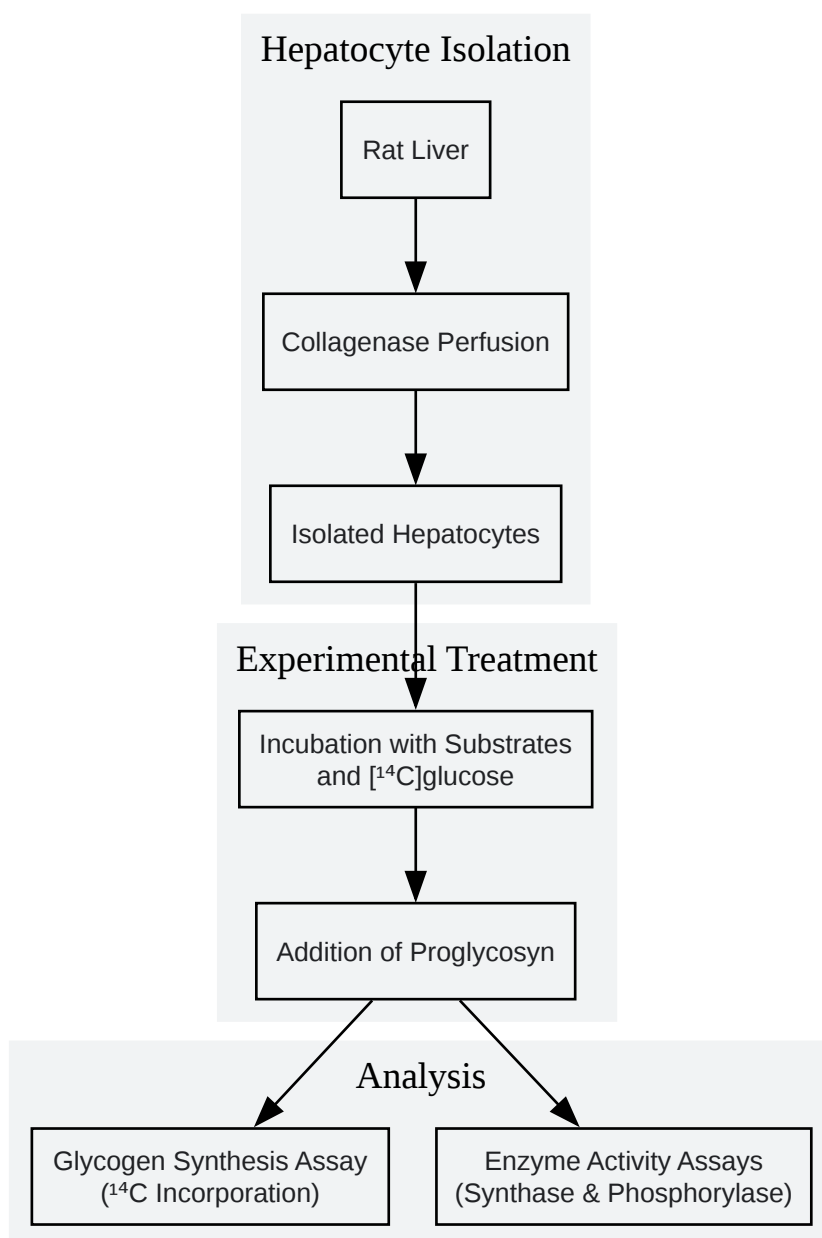 Hepatocyte Isolation
Rat Liver
Collagenase Perfusion
Isolated Hepatocytes
Experimental Treatment
Incubation with Substrates
and [¹⁴C]glucose
Addition of Proglycosyn
Analysis
Glycogen Synthesis Assay
(¹⁴C Incorporation)
Enzyme Activity Assays
(Synthase & Phosphorylase)